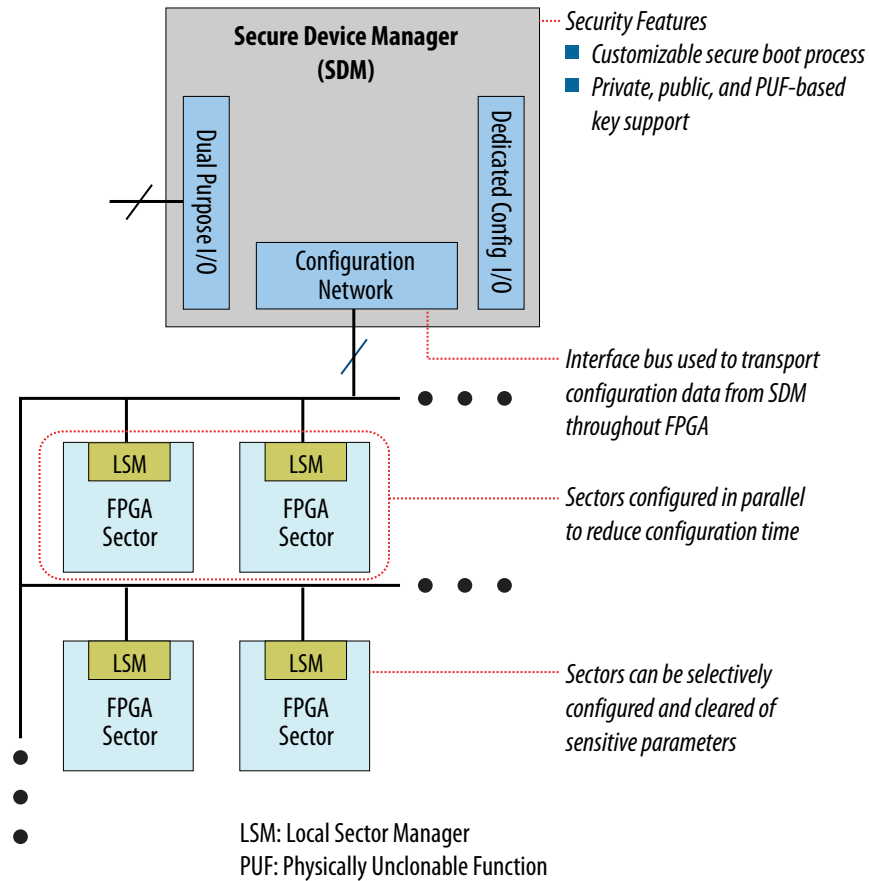 Secure Device Manager
(SDM)
Dual Purpose I/O
Configuration
Network
Dedicated Config I/O
Security Features
Customizable secure boot process
Private, public, and PUF-based
key support
Interface bus used to transport
configuration data from SDM
throughout FPGA
LSM
FPGA
Sector
LSM
FPGA
Sector
Sectors configured in parallel
to reduce configuration time
LSM
FPGA
Sector
LSM
FPGA
Sector
Sectors can be selectively
configured and cleared of
sensitive parameters
LSM: Local Sector Manager
PUF: Physically Unclonable Function